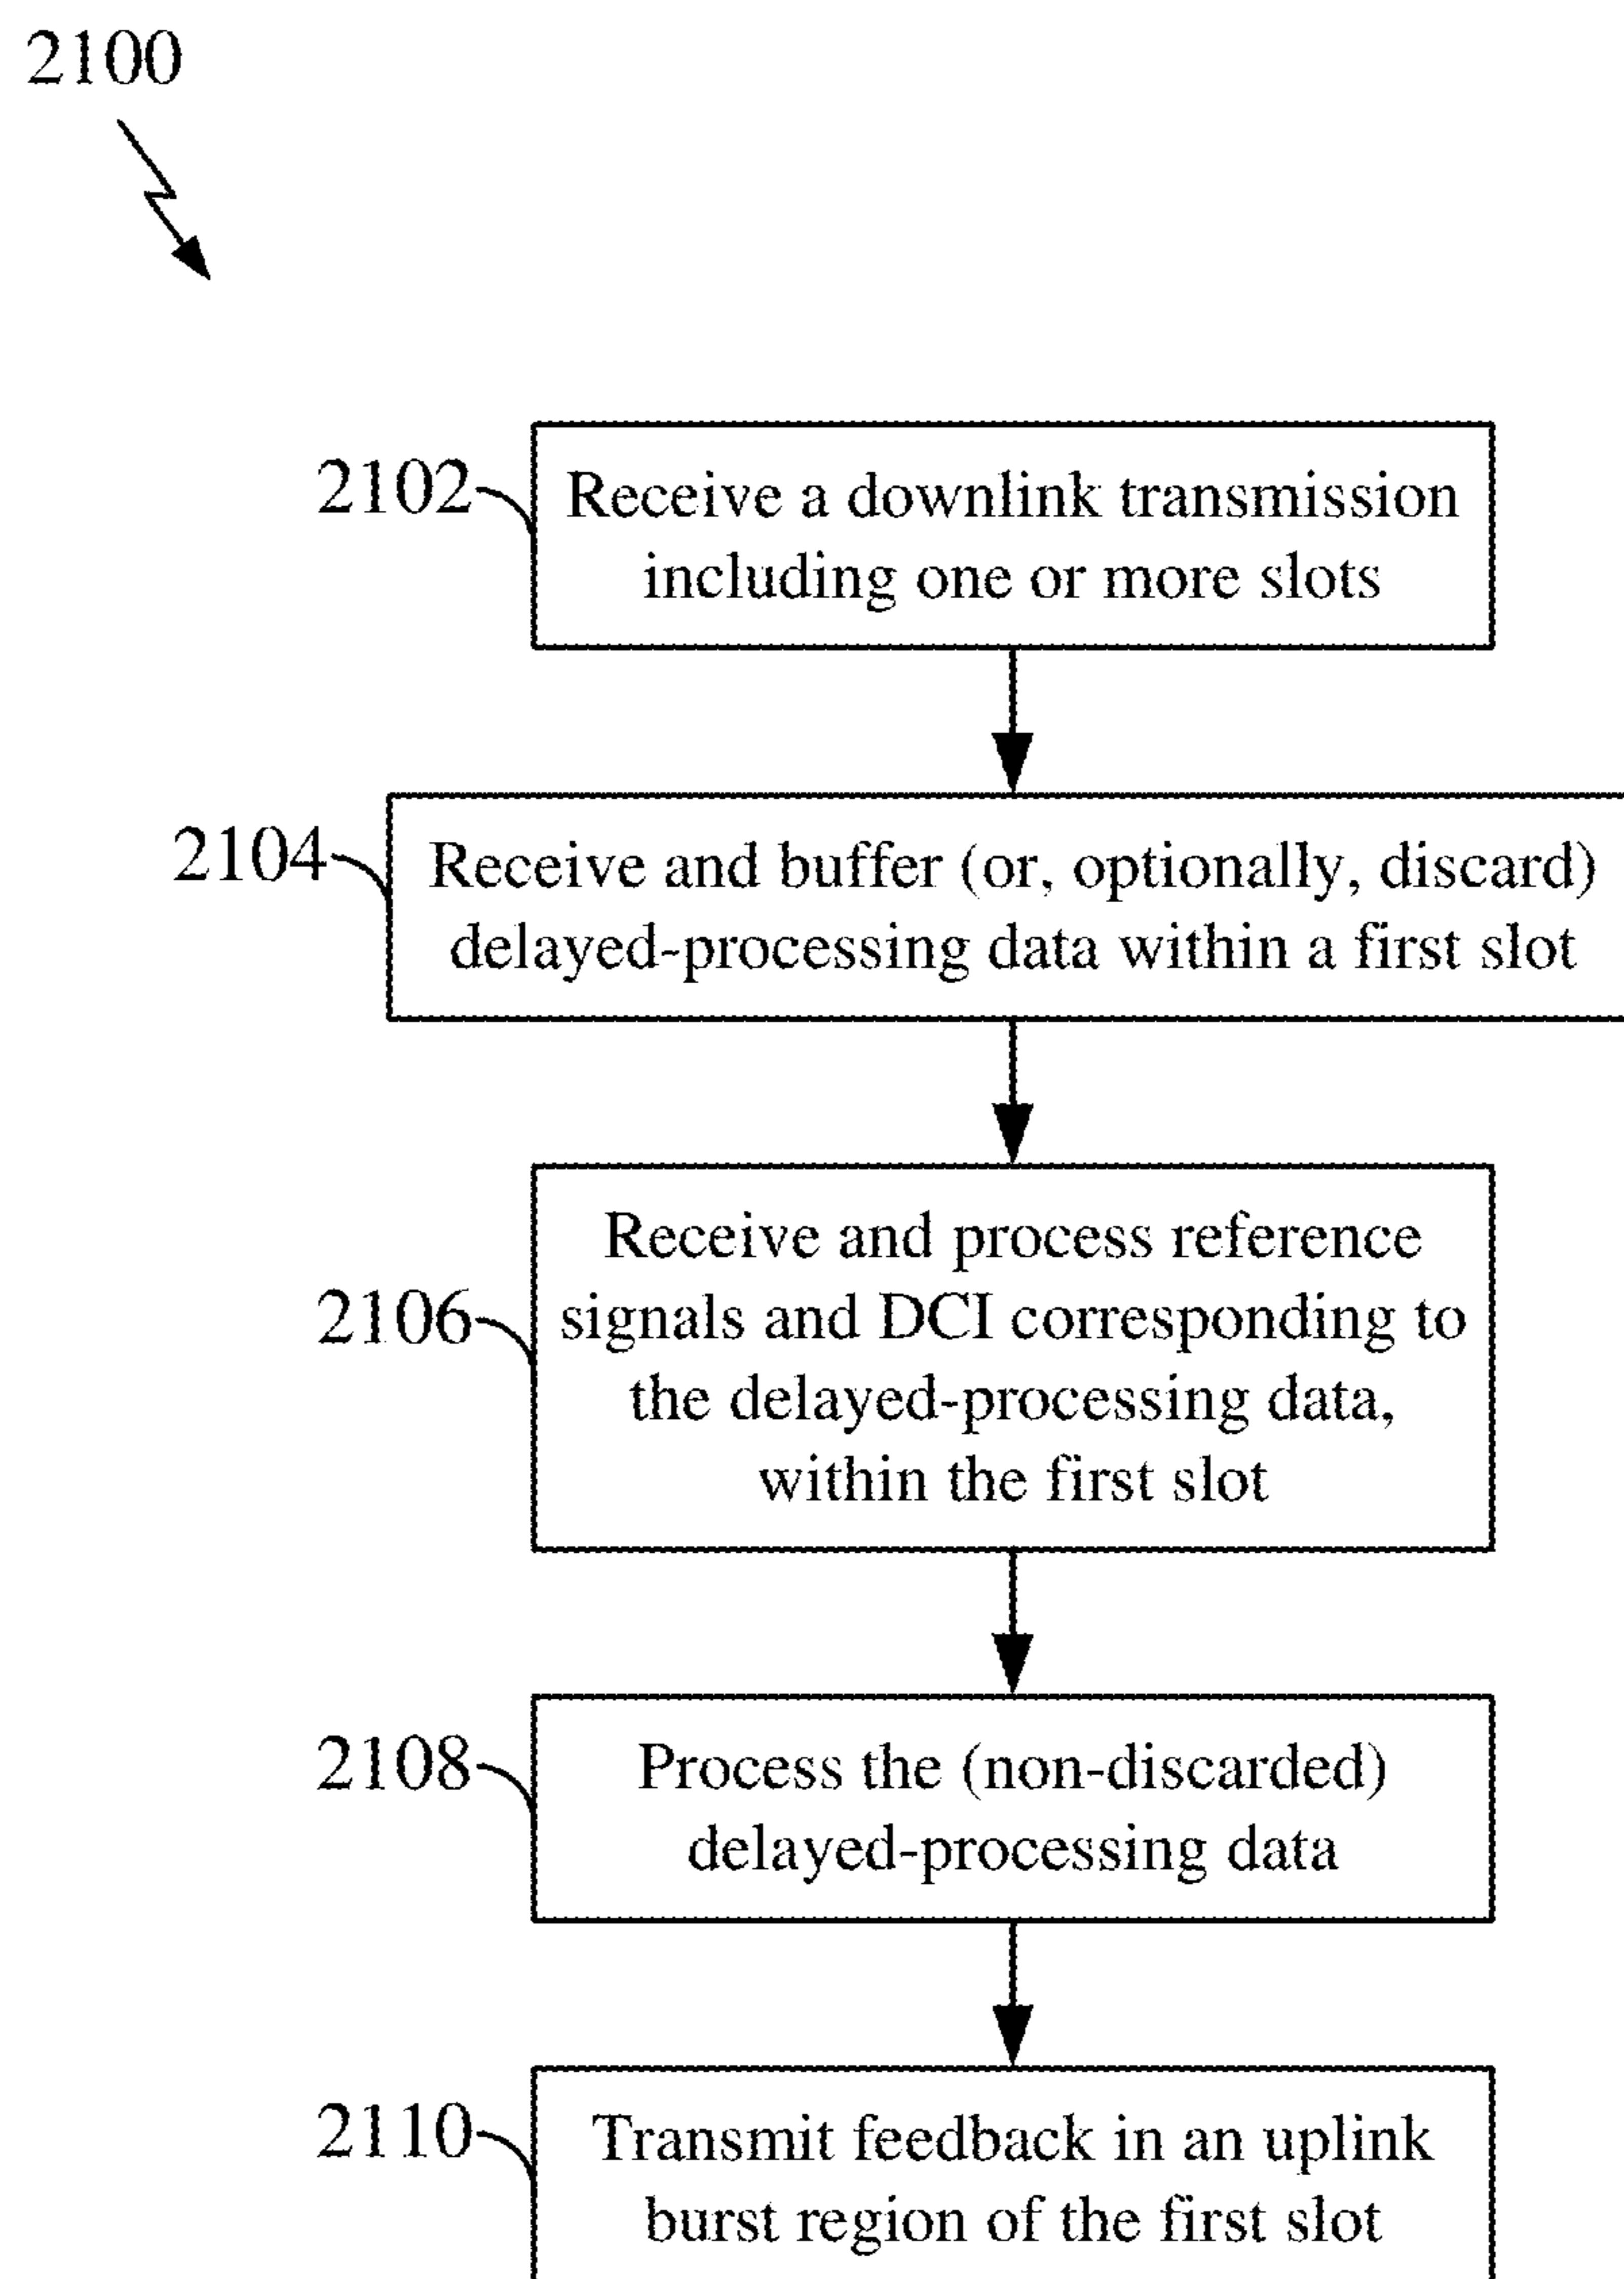 2100
2102
Receive a downlink transmission
including one or more slots
2104
Receive and buffer (or, optionally, discard)
delayed-processing data within a first slot
2106
Receive and process reference
signals and DCI corresponding to
the delayed-processing data,
within the first slot
2108
Process the (non-discarded)
delayed-processing data
2110
Transmit feedback in an uplink
burst region of the first slot